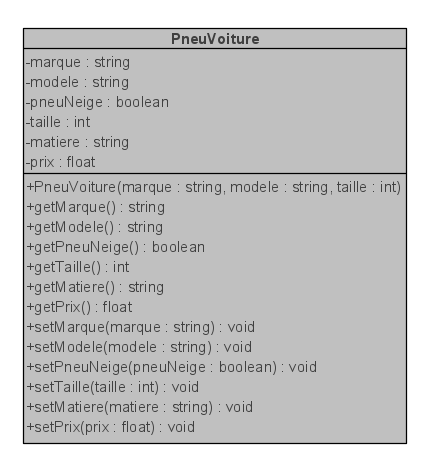 PneuVoiture
-marque : string
-modele : string
-pneuNeige : boolean
-taille : int
-matiere : string
-prix : float
+PneuVoiture(marque : string, modele : string, taille : int)
+getMarque() : string
+getModele() : string
+getPneuNeige() : boolean
+getTaille() : int
+getMatiere() : string
+getPrix() : float
+setMarque(marque : string) : void
+setModele(modele : string) : void
+setPneuNeige(pneuNeige : boolean) : void
+setTaille(taille : int) : void
+setMatiere(matiere : string) : void
+setPrix(prix : float) : void